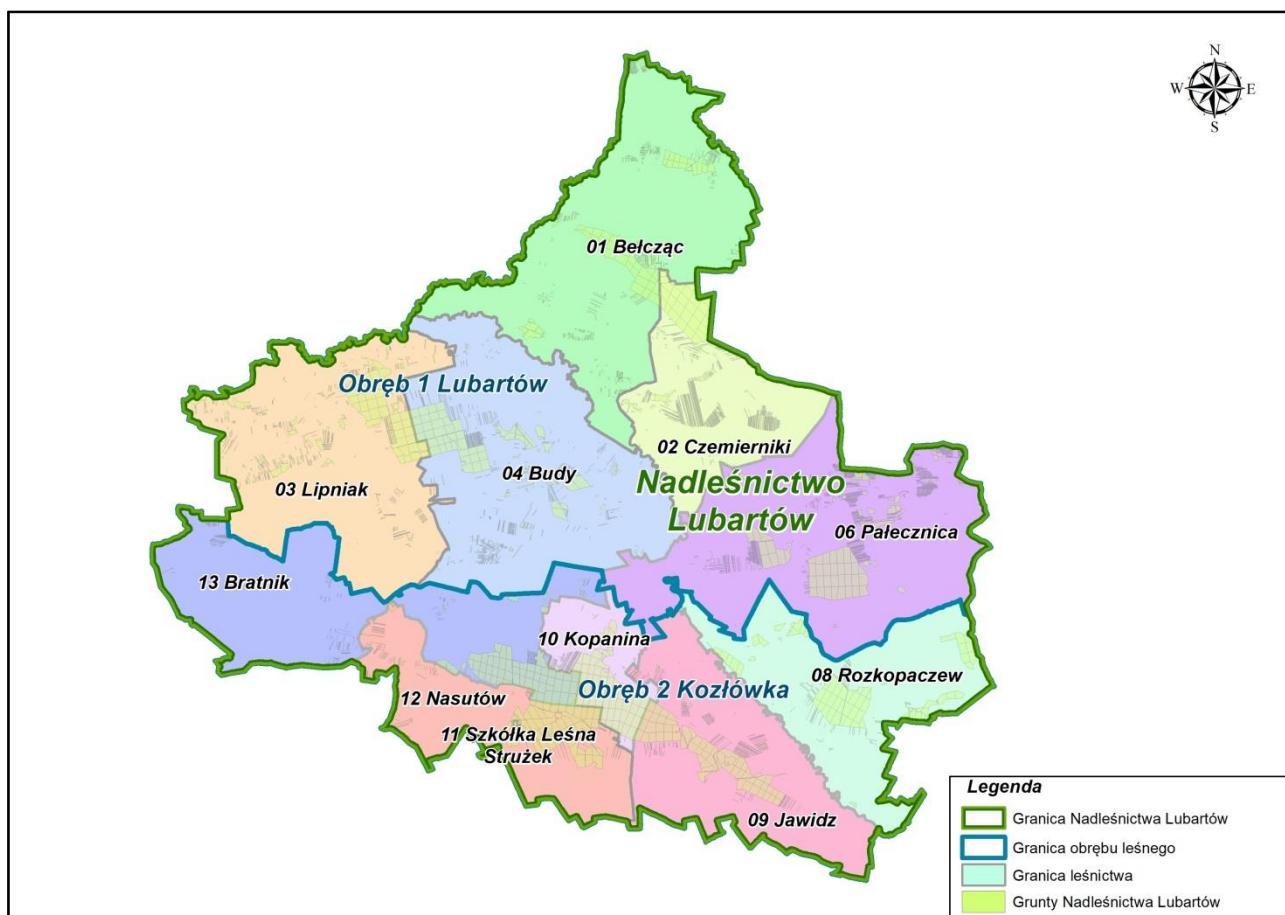 N
W E
S
01 Bełcząc
Obręb 1 Lubartów
02 Czemierniki
04 Budy
Nadleśnictwo
Lubartów
03 Lipniak
06 Pałecznica
13 Bratnik
10 Kopanina
08 Rozkopaczew
Obręb 2 Kozłówka
12 Nasutów
11 Szkółka Leśna
Strużek
09 Jawidz
Legenda
Granica Nadleśnictwa Lubartów
Granica obrębu leśnego
Granica leśnictwa
Grunty Nadleśnictwa Lubartów